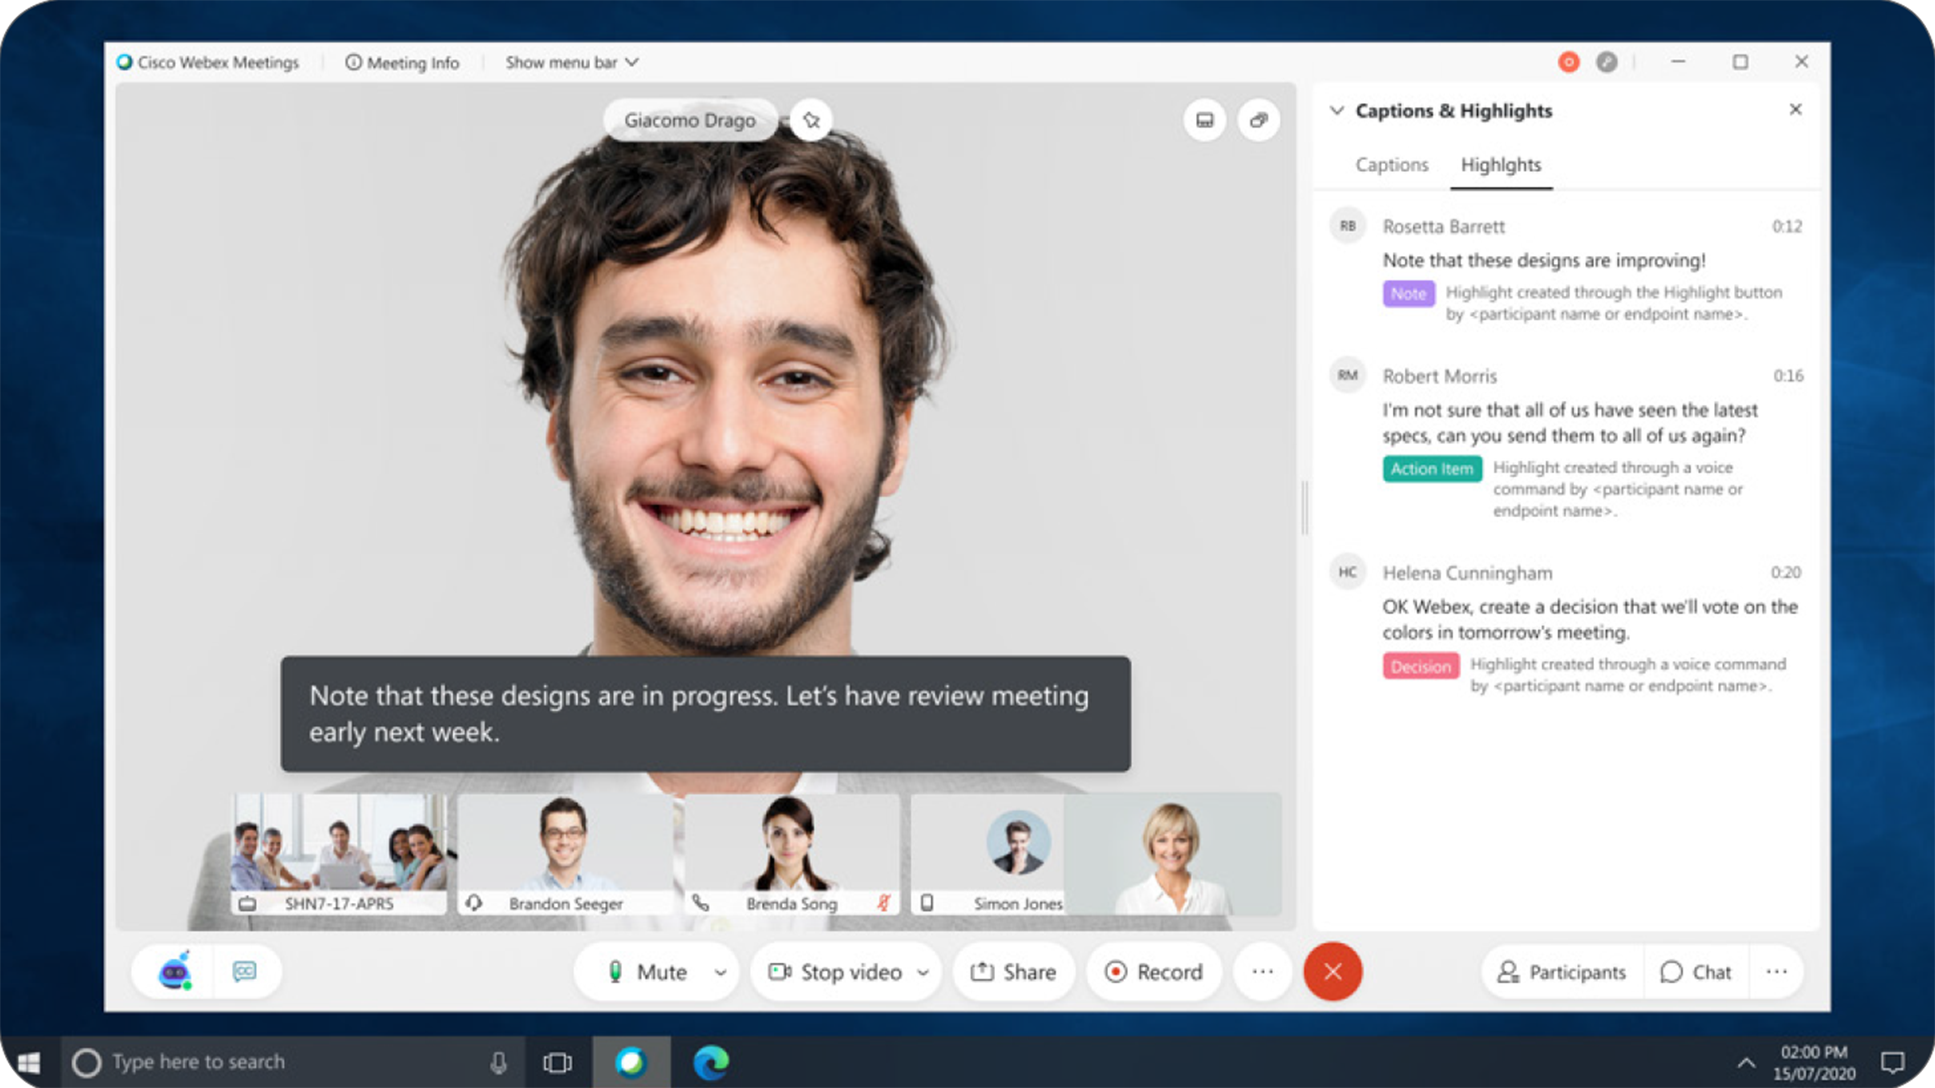 Cisco Webex Meetings
Meeting Info
Show menu bar
Giacomo Drago
Note that these designs are in progress. Let's have review meeting
early next week.
SHN7-17-APR5
Brandon Seeger
Brenda Song
Simon Jones
Captions & Highlights
Captions
Highlghts
RB
Rosetta Barrett
0:12
Note that these designs are improving!
Note
Highlight created through the Highlight button
by <participant name or endpoint name>.
RM
Robert Morris
0:16
I'm not sure that all of us have seen the latest
specs, can you send them to all of us again?
Action Item
Highlight created through a voice
command by <participant name or
endpoint name>.
HC
Helena Cunningham
0:20
OK Webex, create a decision that we'll vote on the
colors in tomorrow's meeting.
Decision
Highlight created through a voice command
by <participant name or endpoint name>.
CC
Mute
Stop video
Share
Record
Participants
Chat
Type here to search
02:00 PM
15/07/2020